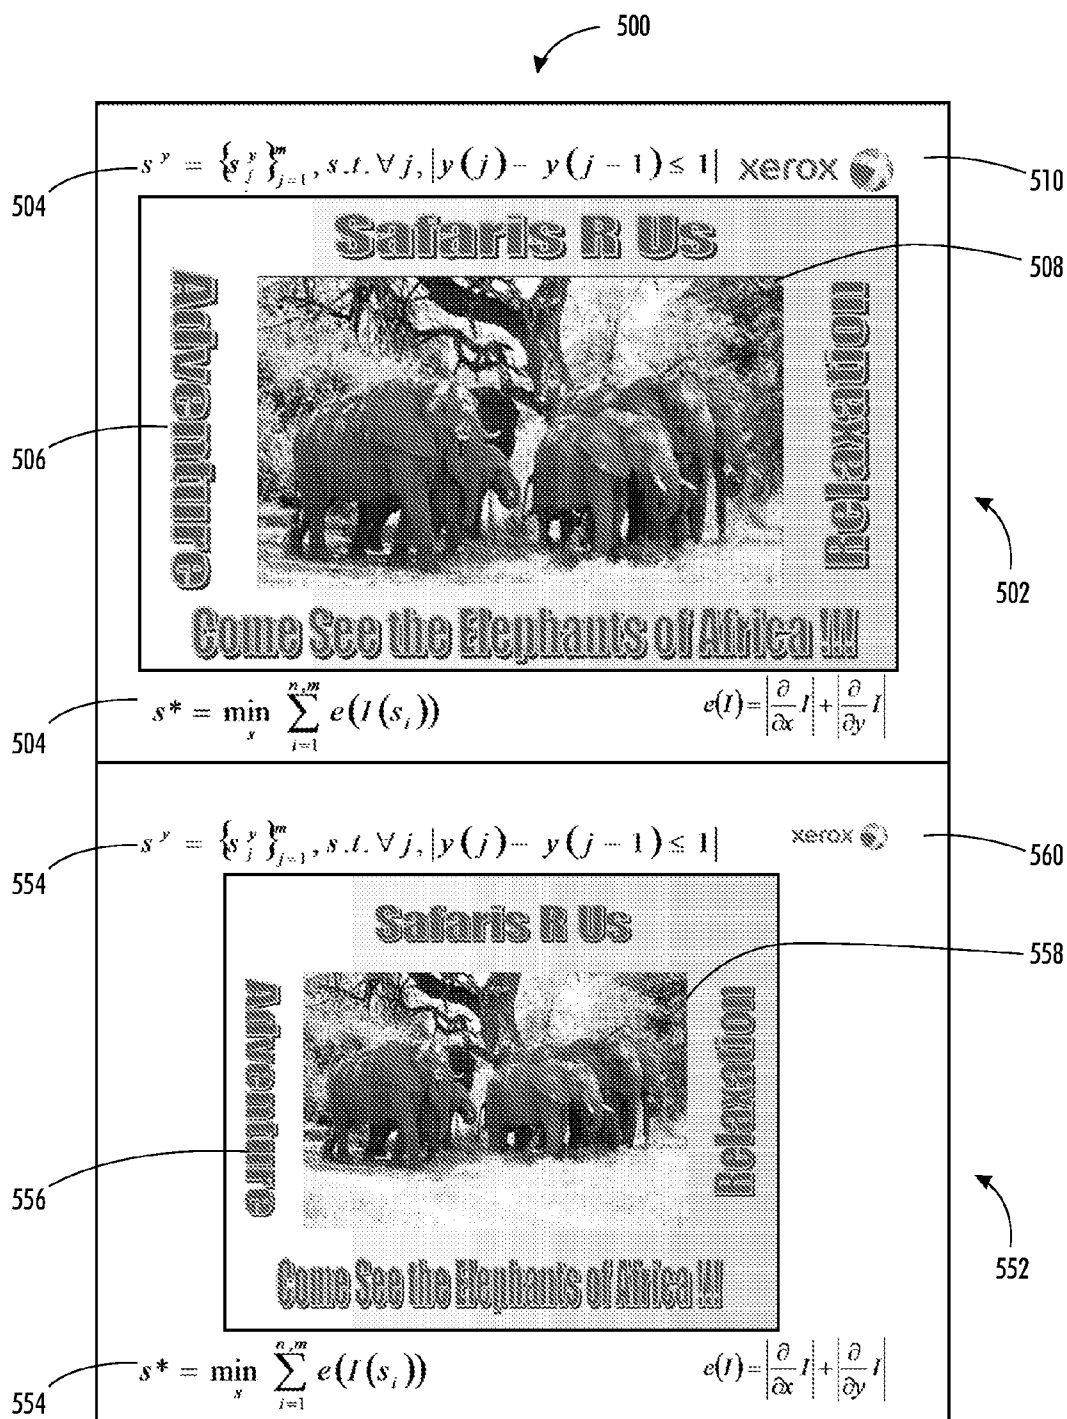 500
s^y = {s_j^y}_{j=1}^m, s.t. ∀j, |y(j) − y(j − 1) ≤ 1|
xerox
504
510
Safaris R Us
508
Adventure
Relaxation
506
502
Come See the Elephants of Africa !!!
s* = min_s ∑_{i=1}^{n,m} e(I(s_i))
e(I) = |∂/∂x I| + |∂/∂y I|
504
s^y = {s_j^y}_{j=1}^m, s.t. ∀j, |y(j) − y(j − 1) ≤ 1|
xerox
560
554
Safaris R Us
558
Adventure
Relaxation
556
552
Come See the Elephants of Africa !!!
s* = min_s ∑_{i=1}^{n,m} e(I(s_i))
e(I) = |∂/∂x I| + |∂/∂y I|
554